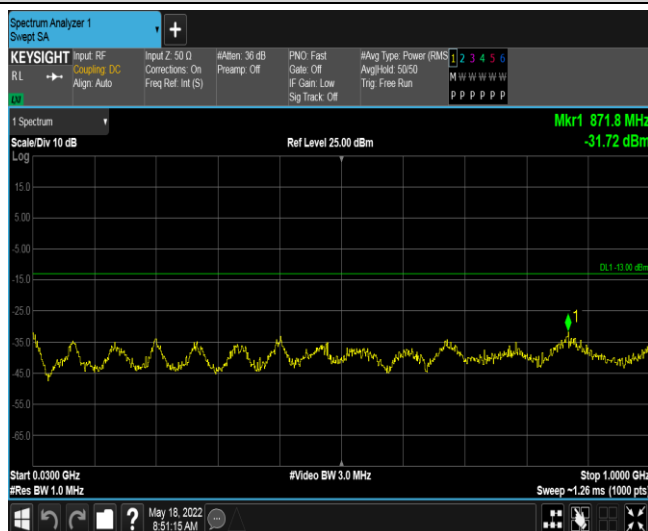 Spectrum Analyzer 1
Swept SA
KEYSIGHT
RL
LXI
Input: RF
Coupling: DC
Align: Auto
Input Z: 50 Ω
Corrections: On
Freq Ref: Int (S)
#Atten: 36 dB
Preamp: Off
PNO: Fast
Gate: Off
IF Gain: Low
Sig Track: Off
#Avg Type: Power (RMS
Avg|Hold: 50/50
Trig: Free Run
1 2 3 4 5 6
M W W W W W
P P P P P P
1 Spectrum
Mkr1 871.8 MHz
Scale/Div 10 dB
Ref Level 25.00 dBm
-31.72 dBm
Log
15.0
5.00
-5.00
DL1 -13.00 dBm
-15.0
-25.0
1
-35.0
-45.0
-55.0
-65.0
Start 0.0300 GHz
#Video BW 3.0 MHz
Stop 1.0000 GHz
#Res BW 1.0 MHz
Sweep ~1.26 ms (1000 pts
May 18, 2022
8:51:15 AM